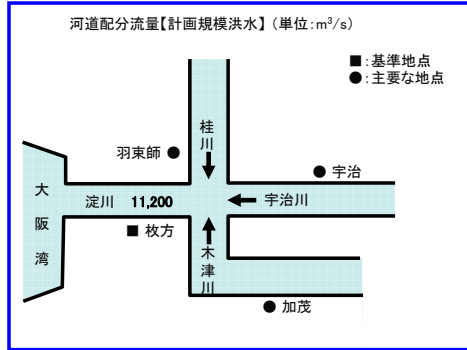 河道配分流量【計画規模洪水】（単位:m³/s）
■:基準地点
●:主要な地点
桂川
羽束師 ●
● 宇治
大阪湾
淀川 11,200
宇治川
■ 枚方
木津川
● 加茂